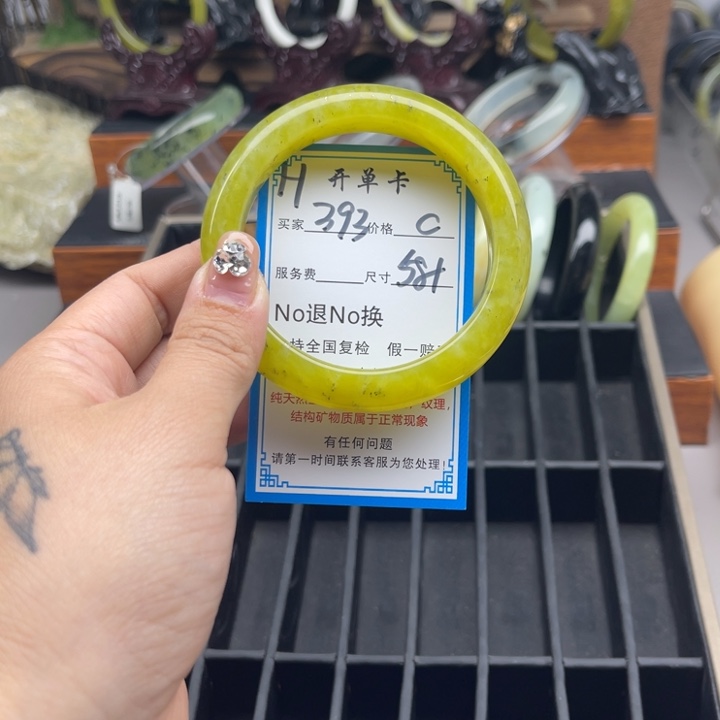 H 开单卡
买家 393 价格 C
服务费 尺寸
No退No换
持全国复检 假一赔
纯天然 纹理,
结构矿物质属于正常现象
有任何问题
请第一时间联系客服为您处理!